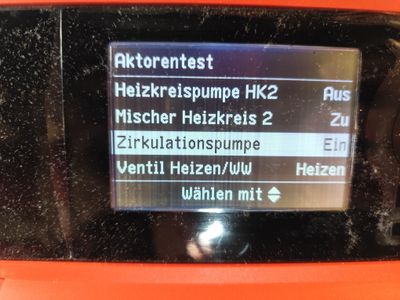 Aktorentest
Heizkreispumpe HK2 Aus
Mischer Heizkreis 2 Zu
Zirkulationspumpe Ein
Ventil Heizen/WW Heizen
Wählen mit